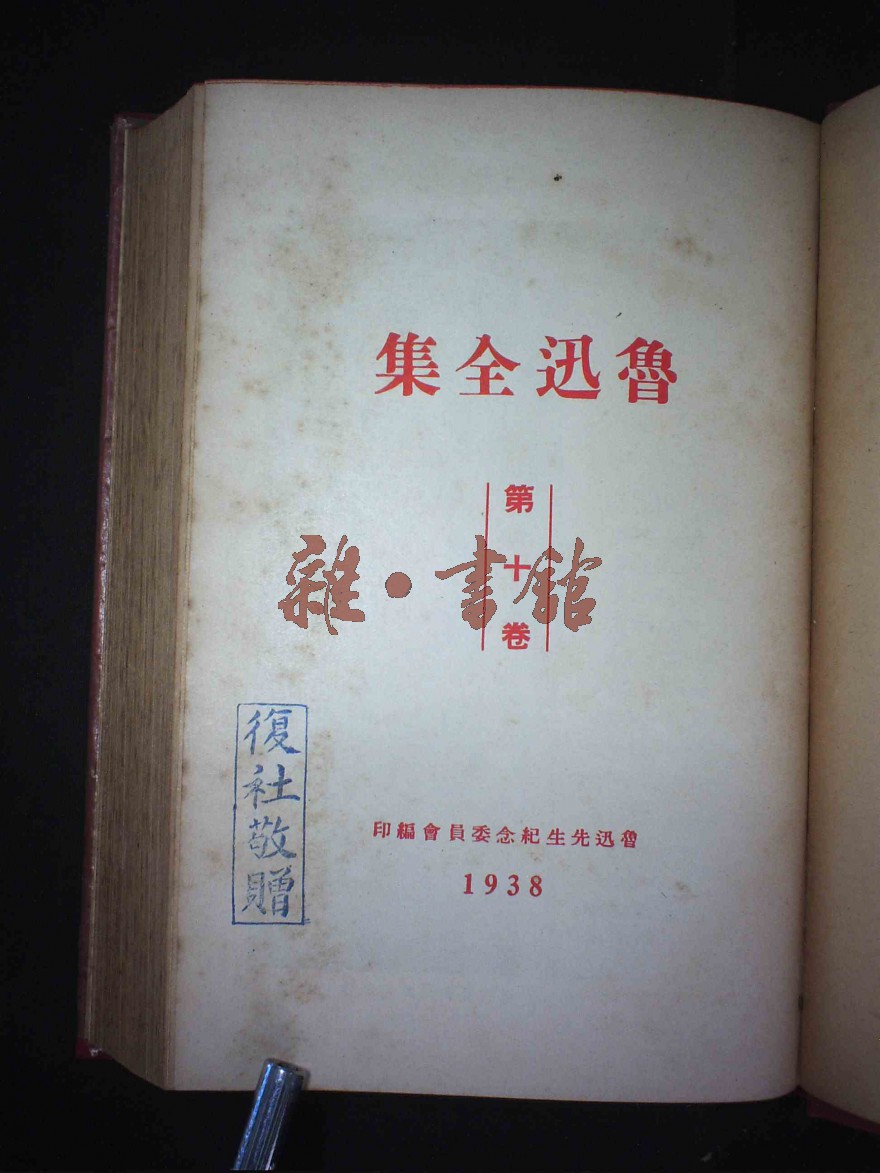 魯迅全集
第十卷
雜·書館
復社敬贈
魯迅先生紀念委員會編印
1938